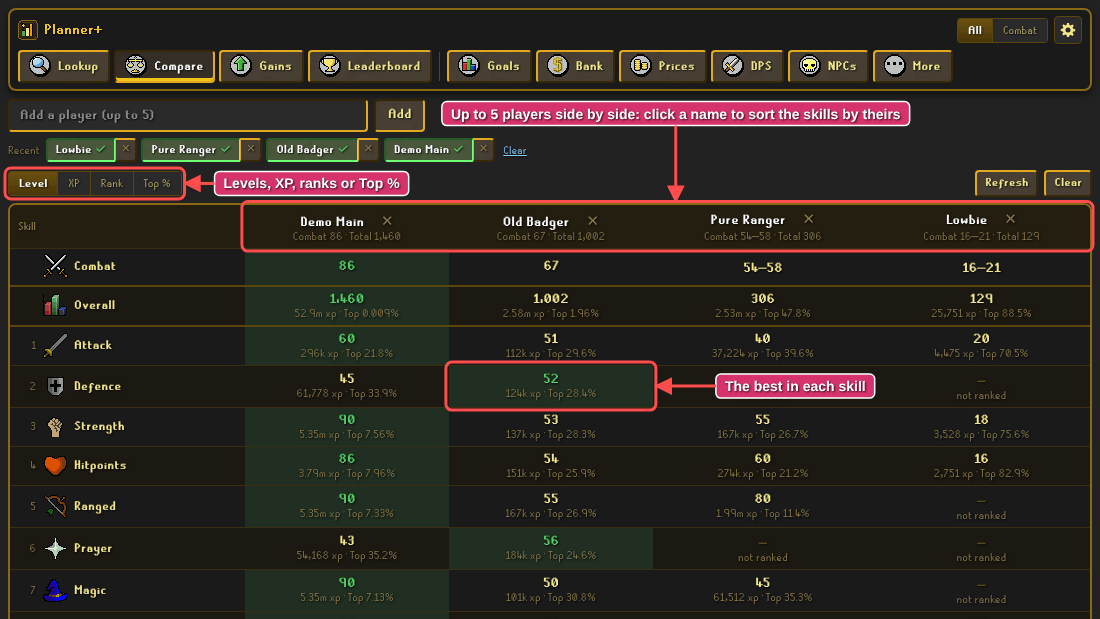 Planner+
All Combat
Lookup Compare Gains Leaderboard Goals Bank Prices DPS NPCs More
Add a player (up to 5) Add
Up to 5 players side by side: click a name to sort the skills by theirs
Recent Lowbie ✓ × Pure Ranger ✓ × Old Badger ✓ × Demo Main ✓ × Clear
Level XP Rank Top %
Levels, XP, ranks or Top %
Refresh Clear
Skill Demo Main × Old Badger × Pure Ranger × Lowbie ×
Combat 86 · Total 1,460 Combat 67 · Total 1,002 Combat 54–58 · Total 306 Combat 16–21 · Total 129
Combat 86 67 54–58 16–21
Overall 1,460 1,002 306 129
52.9m xp · Top 0.009% 2.58m xp · Top 1.96% 2.53m xp · Top 47.8% 25,751 xp · Top 88.5%
1 Attack 60 51 40 20
296k xp · Top 21.8% 112k xp · Top 29.6% 37,224 xp · Top 39.6% 4,475 xp · Top 70.5%
2 Defence 45 52 —
61,778 xp · Top 33.9% 124k xp · Top 28.4% not ranked
The best in each skill
3 Strength 90 53 55 18
5.35m xp · Top 7.56% 137k xp · Top 28.3% 167k xp · Top 26.7% 3,528 xp · Top 75.6%
4 Hitpoints 86 54 60 16
3.79m xp · Top 7.96% 151k xp · Top 25.9% 274k xp · Top 21.2% 2,751 xp · Top 82.9%
5 Ranged 90 55 80 —
5.35m xp · Top 7.33% 167k xp · Top 26.9% 1.99m xp · Top 11.4% not ranked
6 Prayer 43 56 — —
54,168 xp · Top 35.2% 184k xp · Top 24.6% not ranked not ranked
7 Magic 90 50 45 —
5.35m xp · Top 7.13% 101k xp · Top 30.8% 61,512 xp · Top 35.3% not ranked